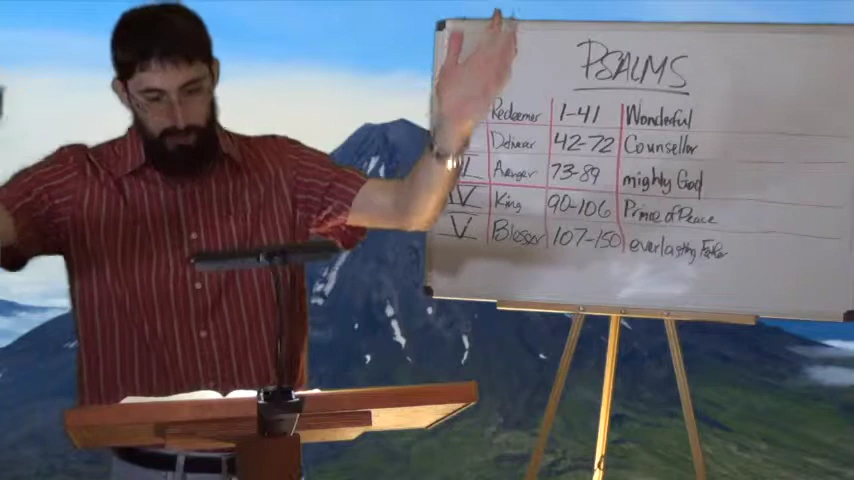 PSALMS
Redeemer 1-41 Wonderful
Deliverer 42-72 Counsellor
Avenger 73-89 mighty God
IV King 90-106 Prince of Peace
V Blesser 107-150 everlasting Father